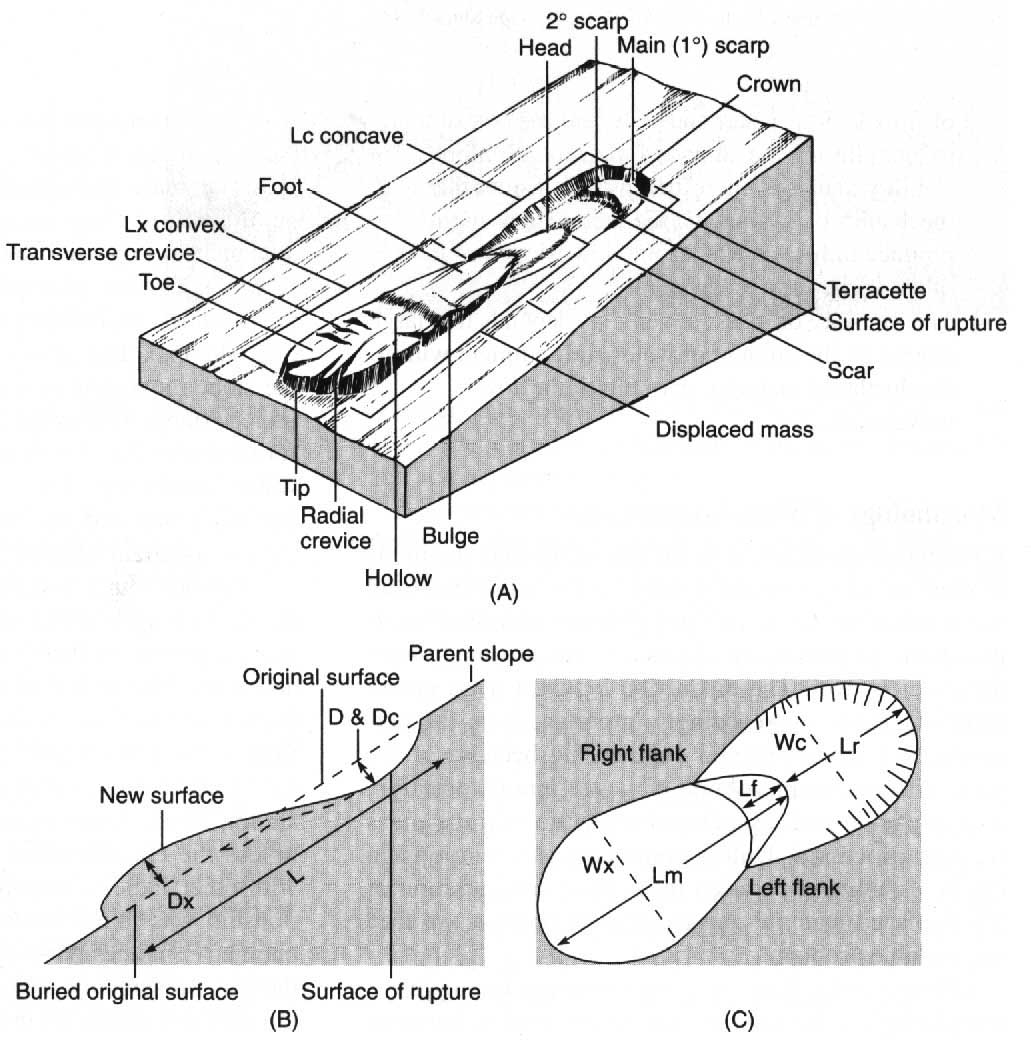 2° scarp
Head
Main (1°) scarp
Crown
Lc concave
Foot
Lx convex
Transverse crevice
Toe
Terracette
Surface of rupture
Scar
Displaced mass
Tip
Radial
crevice
Bulge
Hollow
(A)
Parent slope
Original surface
D & Dc
New surface
L
Dx
Buried original surface
Surface of rupture
(B)
Right flank
Wc
Lr
Lf
Wx
Lm
Left flank
(C)